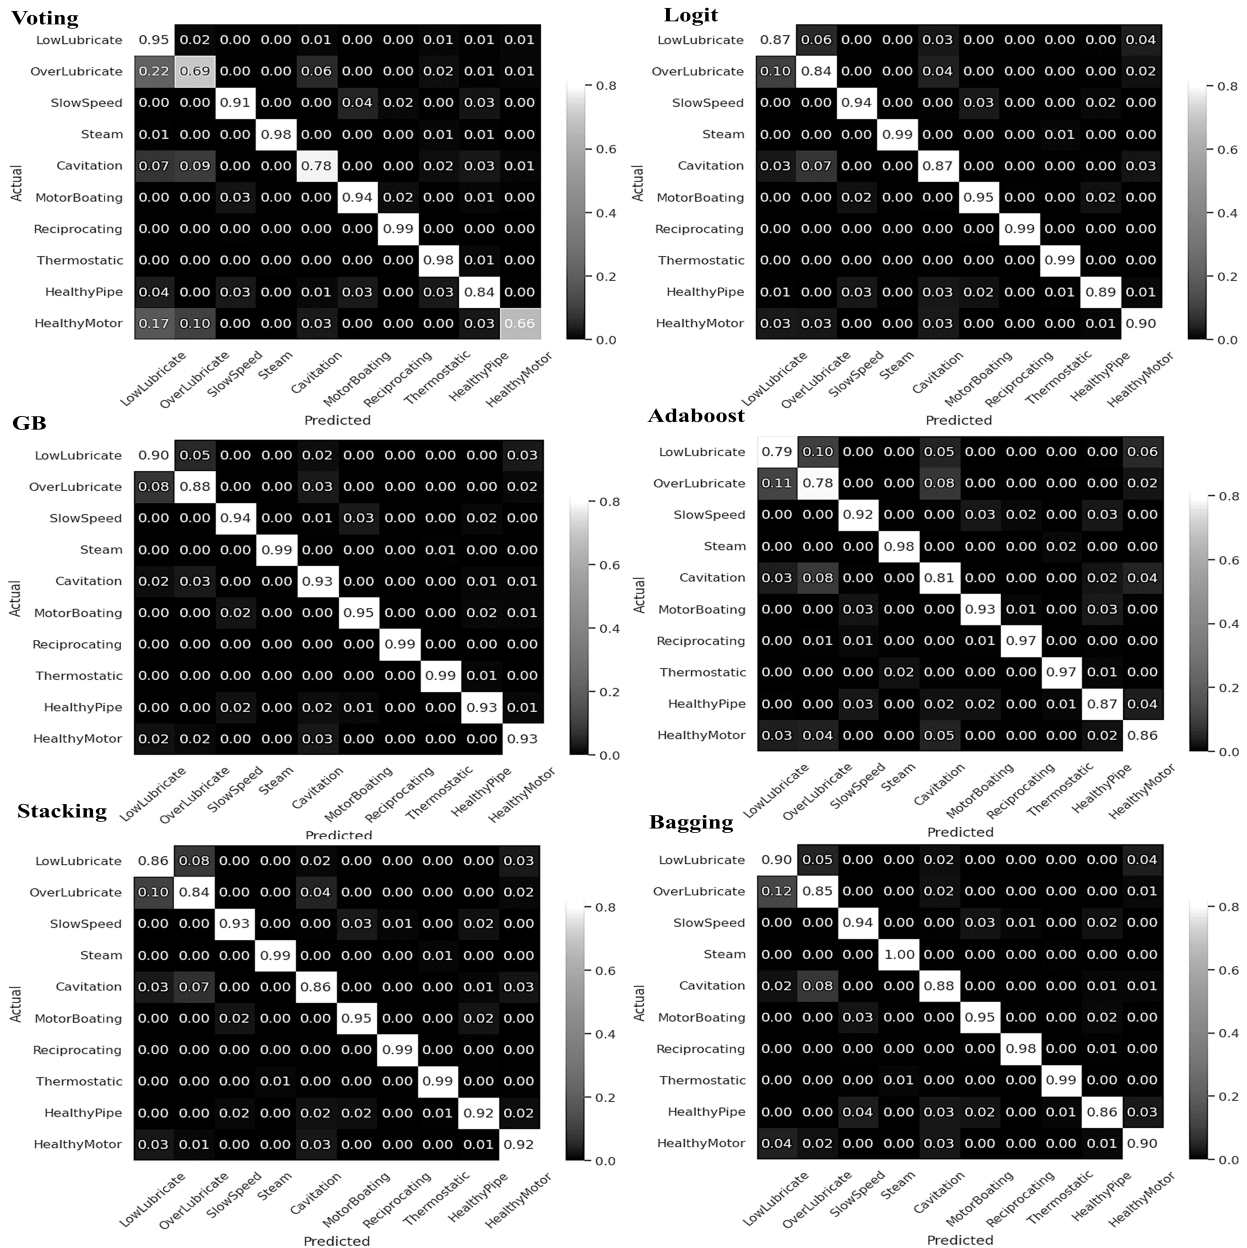 Voting
LowLubricate 0.95 0.02 0.00 0.00 0.01 0.00 0.00 0.01 0.01 0.01
OverLubricate 0.22 0.69 0.00 0.00 0.06 0.00 0.00 0.02 0.01 0.01
SlowSpeed 0.00 0.00 0.91 0.00 0.00 0.04 0.02 0.00 0.03 0.00
Steam 0.01 0.00 0.00 0.98 0.00 0.00 0.00 0.01 0.01 0.00
Cavitation 0.07 0.09 0.00 0.00 0.78 0.00 0.00 0.02 0.03 0.01
MotorBoating 0.00 0.00 0.03 0.00 0.00 0.94 0.02 0.00 0.01 0.00
Reciprocating 0.00 0.00 0.00 0.00 0.00 0.00 0.99 0.00 0.00 0.00
Thermostatic 0.00 0.00 0.00 0.00 0.00 0.00 0.00 0.98 0.01 0.00
HealthyPipe 0.04 0.00 0.03 0.00 0.01 0.03 0.00 0.03 0.84 0.00
HealthyMotor 0.17 0.10 0.00 0.00 0.03 0.00 0.00 0.00 0.03 0.66
Actual
0.8
0.6
0.4
0.2
0.0
LowLubricate OverLubricate SlowSpeed Steam Cavitation MotorBoating Reciprocating Thermostatic HealthyPipe HealthyMotor
Predicted
Logit
LowLubricate 0.87 0.06 0.00 0.00 0.03 0.00 0.00 0.00 0.00 0.04
OverLubricate 0.10 0.84 0.00 0.00 0.04 0.00 0.00 0.00 0.00 0.02
SlowSpeed 0.00 0.00 0.94 0.00 0.00 0.03 0.00 0.00 0.02 0.00
Steam 0.00 0.00 0.00 0.99 0.00 0.00 0.00 0.01 0.00 0.00
Cavitation 0.03 0.07 0.00 0.00 0.87 0.00 0.00 0.00 0.00 0.03
MotorBoating 0.00 0.00 0.02 0.00 0.00 0.95 0.00 0.00 0.02 0.00
Reciprocating 0.00 0.00 0.00 0.00 0.00 0.00 0.99 0.00 0.00 0.00
Thermostatic 0.00 0.00 0.00 0.00 0.00 0.00 0.00 0.99 0.00 0.00
HealthyPipe 0.01 0.00 0.03 0.00 0.03 0.02 0.00 0.01 0.89 0.01
HealthyMotor 0.03 0.03 0.00 0.00 0.03 0.00 0.00 0.00 0.01 0.90
Actual
0.8
0.6
0.4
0.2
0.0
LowLubricate OverLubricate SlowSpeed Steam Cavitation MotorBoating Reciprocating Thermostatic HealthyPipe HealthyMotor
Predicted
GB
LowLubricate 0.90 0.05 0.00 0.00 0.02 0.00 0.00 0.00 0.00 0.03
OverLubricate 0.08 0.88 0.00 0.00 0.03 0.00 0.00 0.00 0.00 0.02
SlowSpeed 0.00 0.00 0.94 0.00 0.01 0.03 0.00 0.00 0.02 0.00
Steam 0.00 0.00 0.00 0.99 0.00 0.00 0.00 0.01 0.00 0.00
Cavitation 0.02 0.03 0.00 0.00 0.93 0.00 0.00 0.00 0.01 0.01
MotorBoating 0.00 0.00 0.02 0.00 0.00 0.95 0.00 0.00 0.02 0.01
Reciprocating 0.00 0.00 0.00 0.00 0.00 0.00 0.99 0.00 0.00 0.00
Thermostatic 0.00 0.00 0.00 0.00 0.00 0.00 0.00 0.99 0.01 0.00
HealthyPipe 0.00 0.00 0.02 0.00 0.02 0.01 0.00 0.00 0.93 0.01
HealthyMotor 0.02 0.02 0.00 0.00 0.03 0.00 0.00 0.00 0.00 0.93
Actual
0.8
0.6
0.4
0.2
0.0
LowLubricate OverLubricate SlowSpeed Steam Cavitation MotorBoating Reciprocating Thermostatic HealthyPipe HealthyMotor
Predicted
Adaboost
LowLubricate 0.79 0.10 0.00 0.00 0.05 0.00 0.00 0.00 0.00 0.06
OverLubricate 0.11 0.78 0.00 0.00 0.08 0.00 0.00 0.00 0.00 0.02
SlowSpeed 0.00 0.00 0.92 0.00 0.00 0.03 0.02 0.00 0.03 0.00
Steam 0.00 0.00 0.00 0.98 0.00 0.00 0.00 0.02 0.00 0.00
Cavitation 0.03 0.08 0.00 0.00 0.81 0.00 0.00 0.00 0.02 0.04
MotorBoating 0.00 0.00 0.03 0.00 0.00 0.93 0.01 0.00 0.03 0.00
Reciprocating 0.00 0.01 0.01 0.00 0.00 0.01 0.97 0.00 0.00 0.00
Thermostatic 0.00 0.00 0.00 0.02 0.00 0.00 0.00 0.97 0.01 0.00
HealthyPipe 0.00 0.00 0.03 0.00 0.02 0.02 0.00 0.01 0.87 0.04
HealthyMotor 0.03 0.04 0.00 0.00 0.05 0.00 0.00 0.00 0.02 0.86
Actual
0.8
0.6
0.4
0.2
0.0
LowLubricate OverLubricate SlowSpeed Steam Cavitation MotorBoating Reciprocating Thermostatic HealthyPipe HealthyMotor
Predicted
Stacking
LowLubricate 0.86 0.08 0.00 0.00 0.02 0.00 0.00 0.00 0.00 0.03
OverLubricate 0.10 0.84 0.00 0.00 0.04 0.00 0.00 0.00 0.00 0.02
SlowSpeed 0.00 0.00 0.93 0.00 0.00 0.03 0.01 0.00 0.02 0.00
Steam 0.00 0.00 0.00 0.99 0.00 0.00 0.00 0.01 0.00 0.00
Cavitation 0.03 0.07 0.00 0.00 0.86 0.00 0.00 0.00 0.01 0.03
MotorBoating 0.00 0.00 0.02 0.00 0.00 0.95 0.00 0.00 0.02 0.00
Reciprocating 0.00 0.00 0.00 0.00 0.00 0.00 0.99 0.00 0.00 0.00
Thermostatic 0.00 0.00 0.00 0.01 0.00 0.00 0.00 0.99 0.00 0.00
HealthyPipe 0.00 0.00 0.02 0.00 0.02 0.02 0.00 0.01 0.92 0.02
HealthyMotor 0.03 0.01 0.00 0.00 0.03 0.00 0.00 0.00 0.01 0.92
Actual
0.8
0.6
0.4
0.2
0.0
LowLubricate OverLubricate SlowSpeed Steam Cavitation MotorBoating Reciprocating Thermostatic HealthyPipe HealthyMotor
Predicted
Bagging
LowLubricate 0.90 0.05 0.00 0.00 0.02 0.00 0.00 0.00 0.00 0.04
OverLubricate 0.12 0.85 0.00 0.00 0.02 0.00 0.00 0.00 0.00 0.01
SlowSpeed 0.00 0.00 0.94 0.00 0.00 0.03 0.01 0.00 0.02 0.00
Steam 0.00 0.00 0.00 1.00 0.00 0.00 0.00 0.00 0.00 0.00
Cavitation 0.02 0.08 0.00 0.00 0.88 0.00 0.00 0.00 0.01 0.01
MotorBoating 0.00 0.00 0.03 0.00 0.00 0.95 0.00 0.00 0.02 0.00
Reciprocating 0.00 0.00 0.00 0.00 0.00 0.00 0.98 0.00 0.01 0.00
Thermostatic 0.00 0.00 0.00 0.01 0.00 0.00 0.00 0.99 0.00 0.00
HealthyPipe 0.00 0.00 0.04 0.00 0.03 0.02 0.00 0.01 0.86 0.03
HealthyMotor 0.04 0.02 0.00 0.00 0.03 0.00 0.00 0.00 0.01 0.90
Actual
0.8
0.6
0.4
0.2
0.0
LowLubricate OverLubricate SlowSpeed Steam Cavitation MotorBoating Reciprocating Thermostatic HealthyPipe HealthyMotor
Predicted